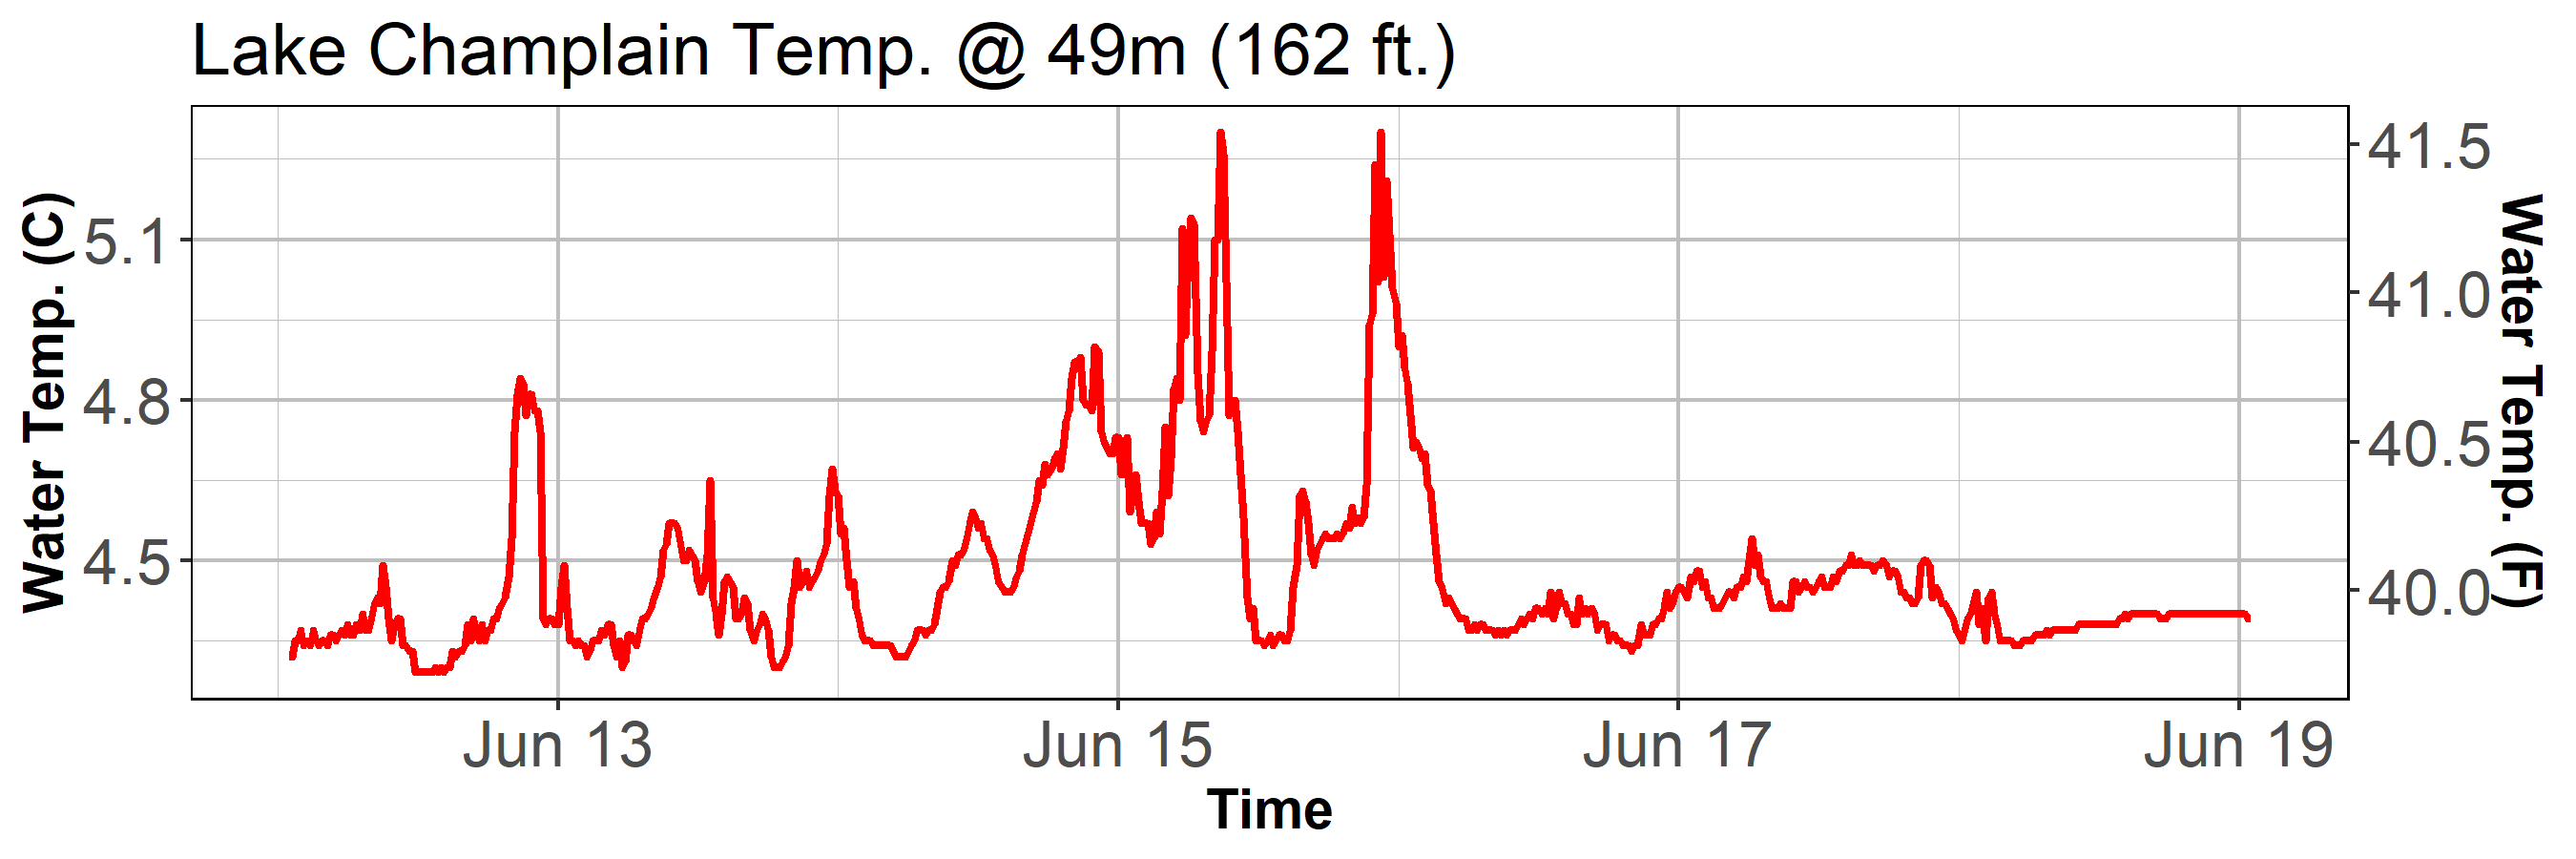 Lake Champlain Temp. @ 49m (162 ft.)
Water Temp. (C)
5.1
4.8
4.5
41.5
41.0
40.5
40.0
Water Temp. (F)
Jun 13 Jun 15 Jun 17 Jun 19
Time